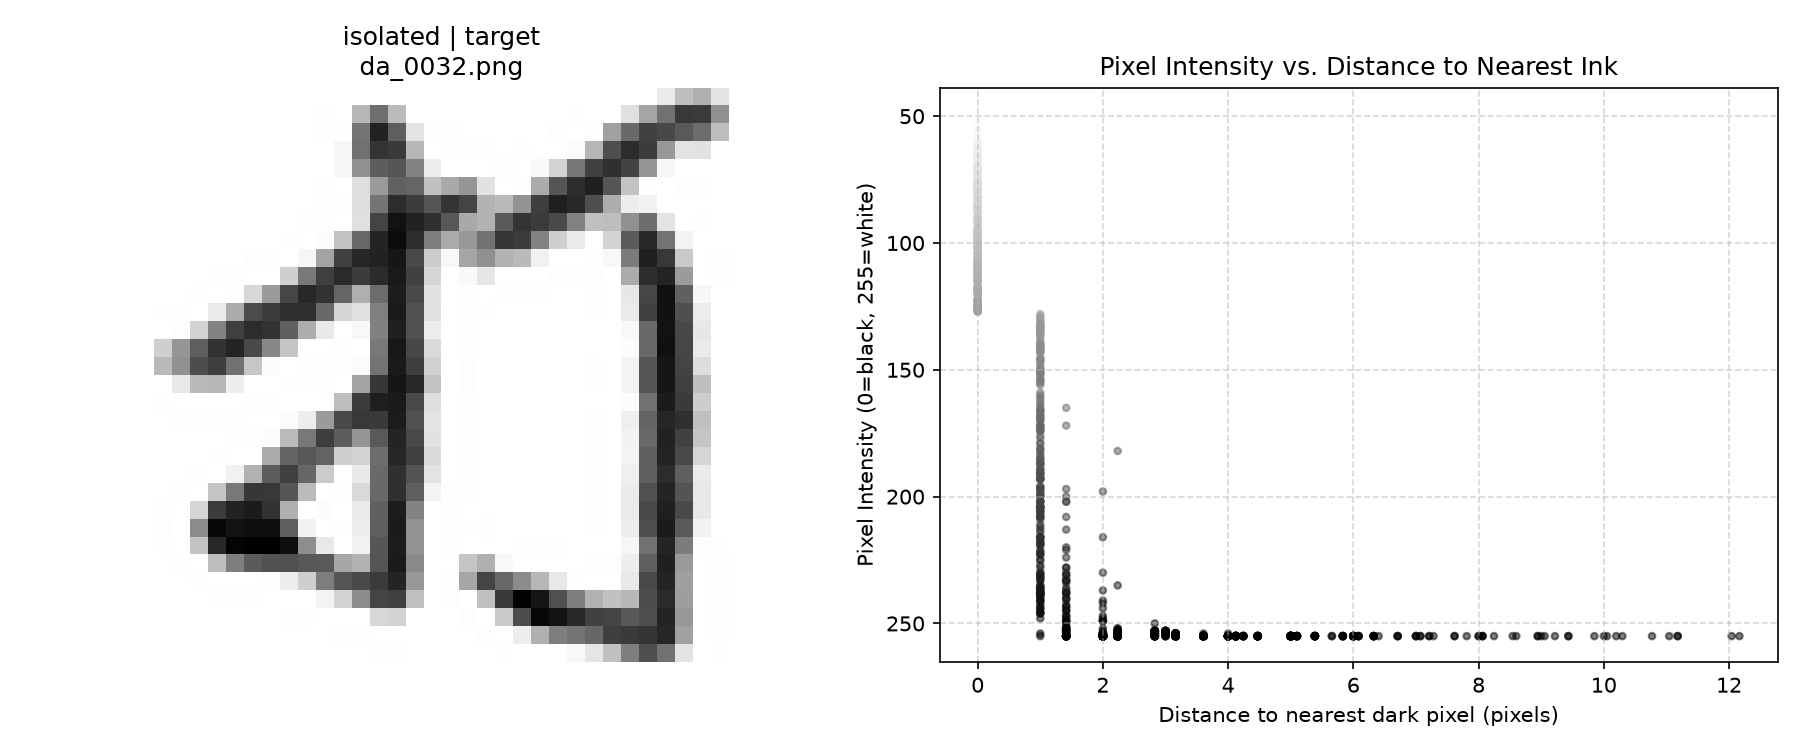 isolated | target
da_0032.png
打
Pixel Intensity vs. Distance to Nearest Ink
Pixel Intensity (0=black, 255=white)
50
100
150
200
250
0 2 4 6 8 10 12
Distance to nearest dark pixel (pixels)